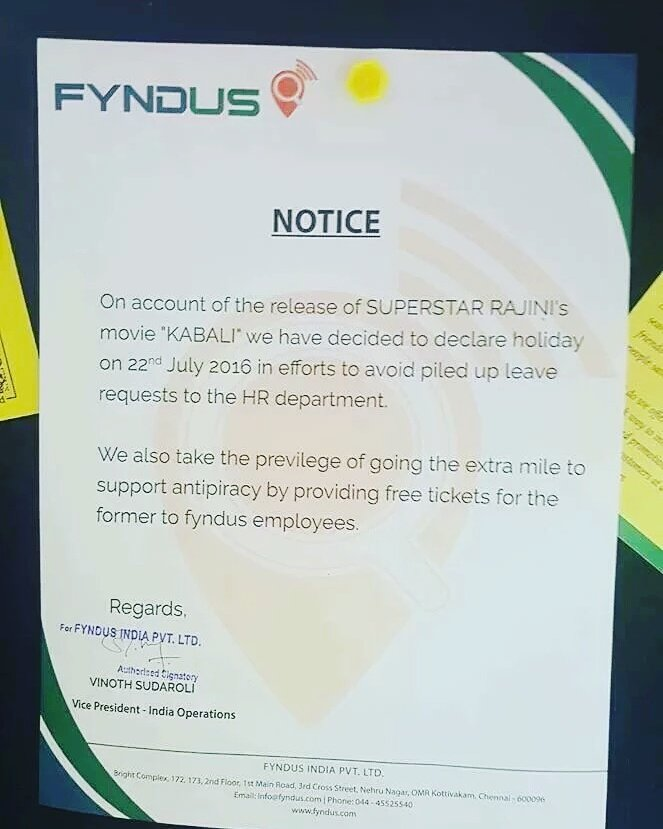 FYNDUS
NOTICE
On account of the release of SUPERSTAR RAJINI's
movie "KABALI" we have decided to declare holiday
on 22nd July 2016 in efforts to avoid piled up leave
requests to the HR department.
We also take the previlege of going the extra mile to
support antipiracy by providing free tickets for the
former to fyndus employees.
Regards,
For FYNDUS INDIA PVT. LTD.
Authorised Signatory
VINOTH SUDAROLI
Vice President - India Operations
FYNDUS INDIA PVT. LTD.
Bright Complex, 172, 173, 2nd Floor, 1st Main Road, 3rd Cross Street, Nehru Nagar, OMR Kottivakam, Chennai - 600096
Email: info@fyndus.com | Phone: 044 - 45525540
www.fyndus.com